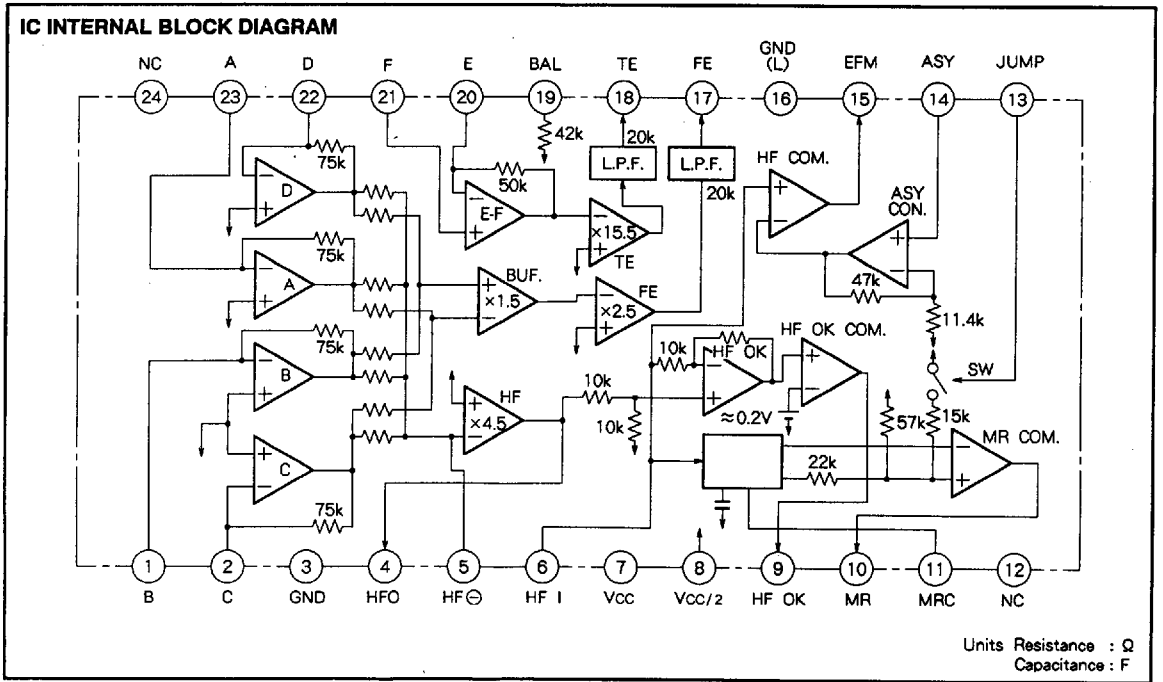 IC INTERNAL BLOCK DIAGRAM
NC A D F E BAL TE FE GND (L) EFM ASY JUMP
24 23 22 21 20 19 18 17 16 15 14 13
42k
20k
75k
L.P.F. L.P.F.
HF COM.
50k
20k
D
E-F
ASY CON.
×15.5
TE
75k
A
BUF.
×1.5
FE
×2.5
47k
11.4k
75k
B
10k
HF OK
HF OK COM.
SW
HF
×4.5
10k
≈0.2V
57k
15k
10k
MR COM.
C
22k
75k
1 2 3 4 5 6 7 8 9 10 11 12
B C GND HFO HF⊖ HF I VCC VCC/2 HF OK MR MRC NC
Units Resistance : Ω
Capacitance : F